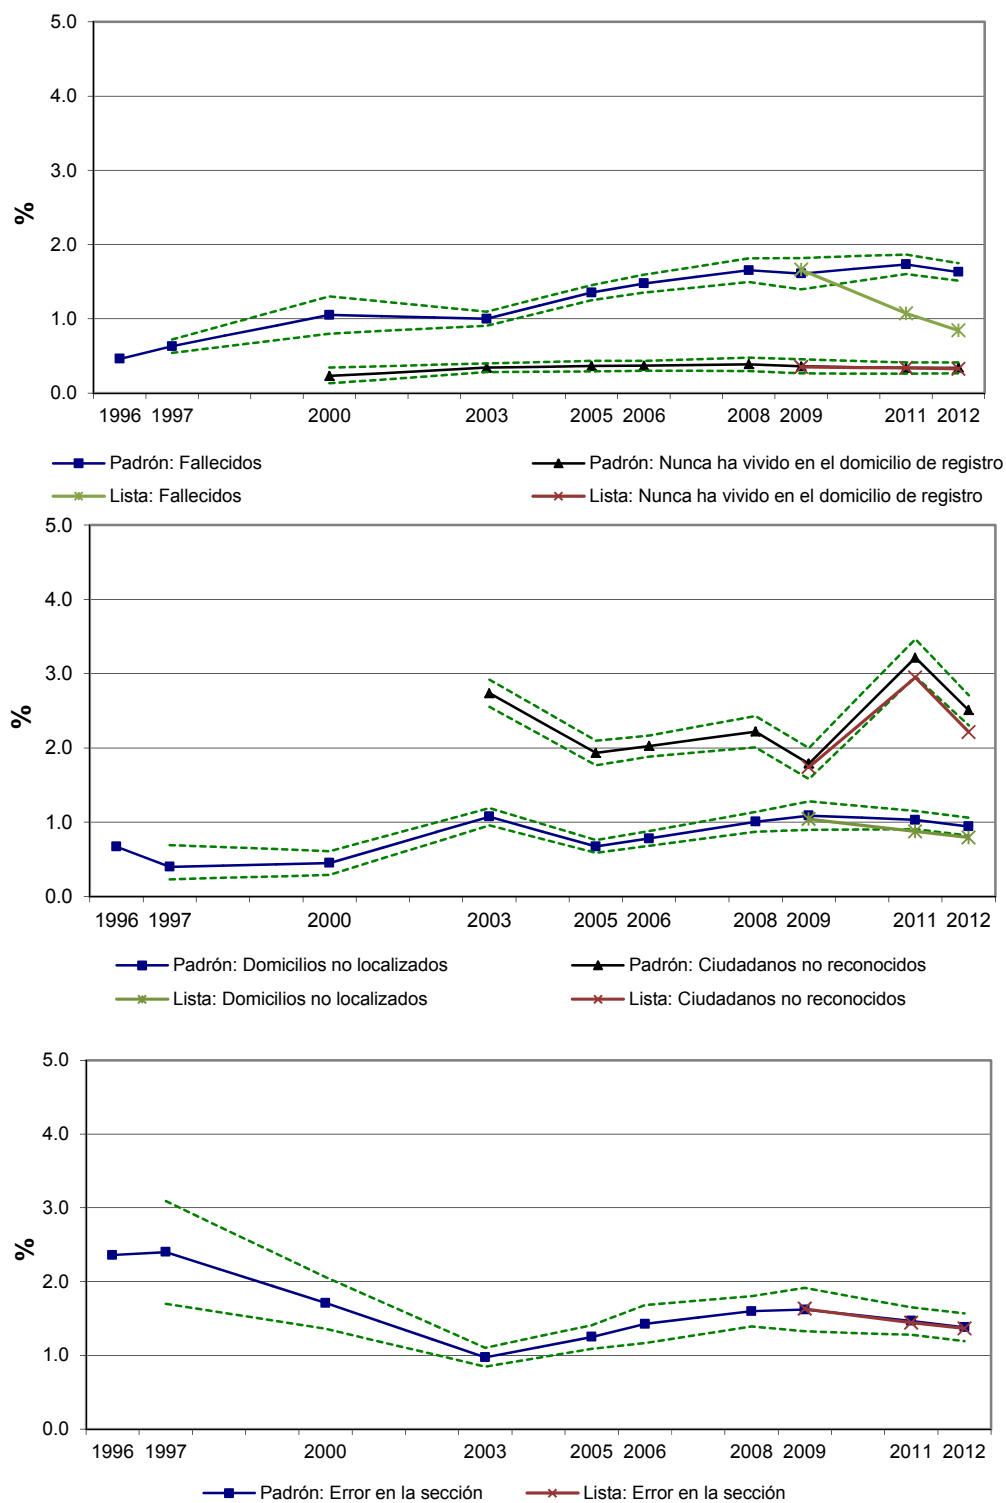 5.0
4.0
3.0
%
2.0
1.0
0.0
1996 1997 2000 2003 2005 2006 2008 2009 2011 2012
Padrón: Fallecidos Padrón: Nunca ha vivido en el domicilio de registro
Lista: Fallecidos Lista: Nunca ha vivido en el domicilio de registro
5.0
4.0
3.0
%
2.0
1.0
0.0
1996 1997 2000 2003 2005 2006 2008 2009 2011 2012
Padrón: Domicilios no localizados Padrón: Ciudadanos no reconocidos
Lista: Domicilios no localizados Lista: Ciudadanos no reconocidos
5.0
4.0
3.0
%
2.0
1.0
0.0
1996 1997 2000 2003 2005 2006 2008 2009 2011 2012
Padrón: Error en la sección Lista: Error en la sección